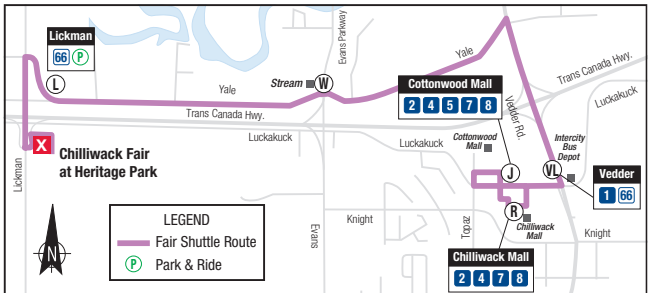 Lickman
66 P
L
Yale
Stream
W
Evans Parkway
Yale
Trans Canada Hwy.
Trans Canada Hwy.
Luckakuck
Luckakuck
Luckakuck
Vedder Rd.
Cottonwood Mall
2 4 5 7 8
Cottonwood
Mall
J
Intercity
Bus
Depot
VL
Vedder
1 66
X
Chilliwack Fair
at Heritage Park
Lickman
R
Chilliwack
Mall
Knight
Knight
Evans
Topaz
Chilliwack Mall
2 4 7 8
N
LEGEND
Fair Shuttle Route
P Park & Ride